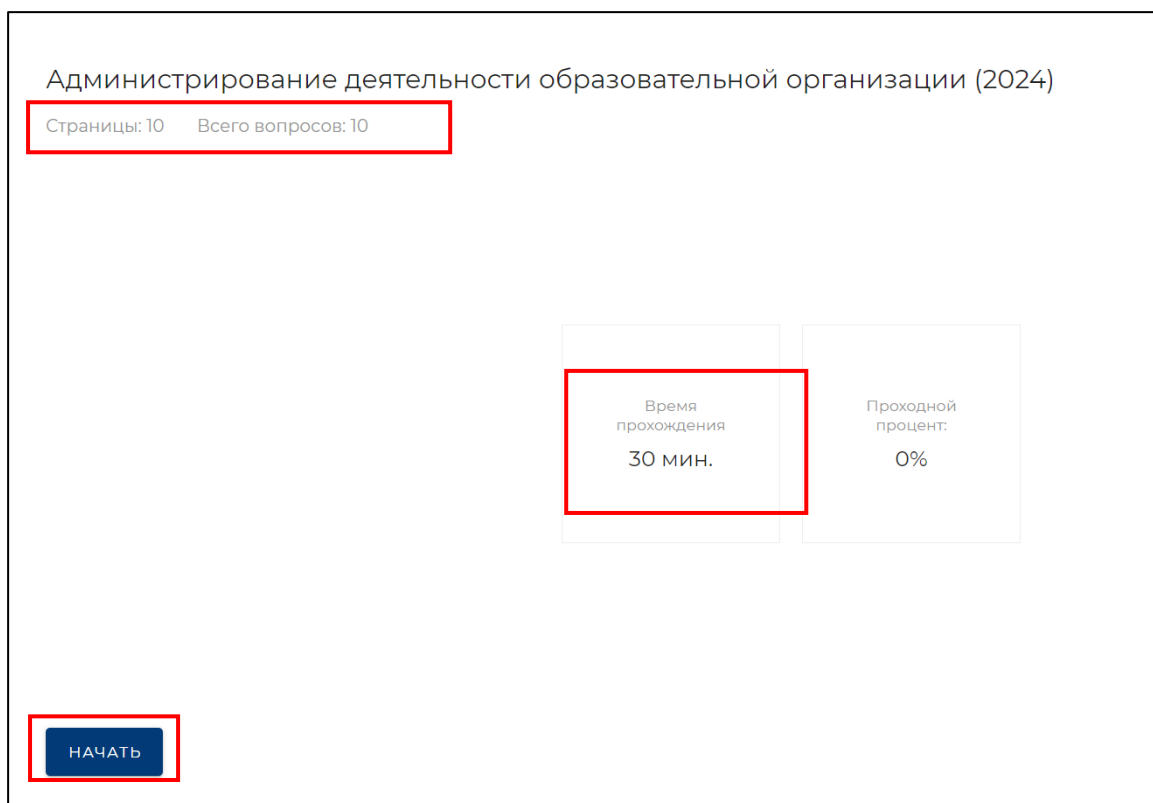 Администрирование деятельности образовательной организации (2024)
Страницы: 10 Всего вопросов: 10
Время
прохождения
30 мин.
Проходной
процент:
0%
НАЧАТЬ